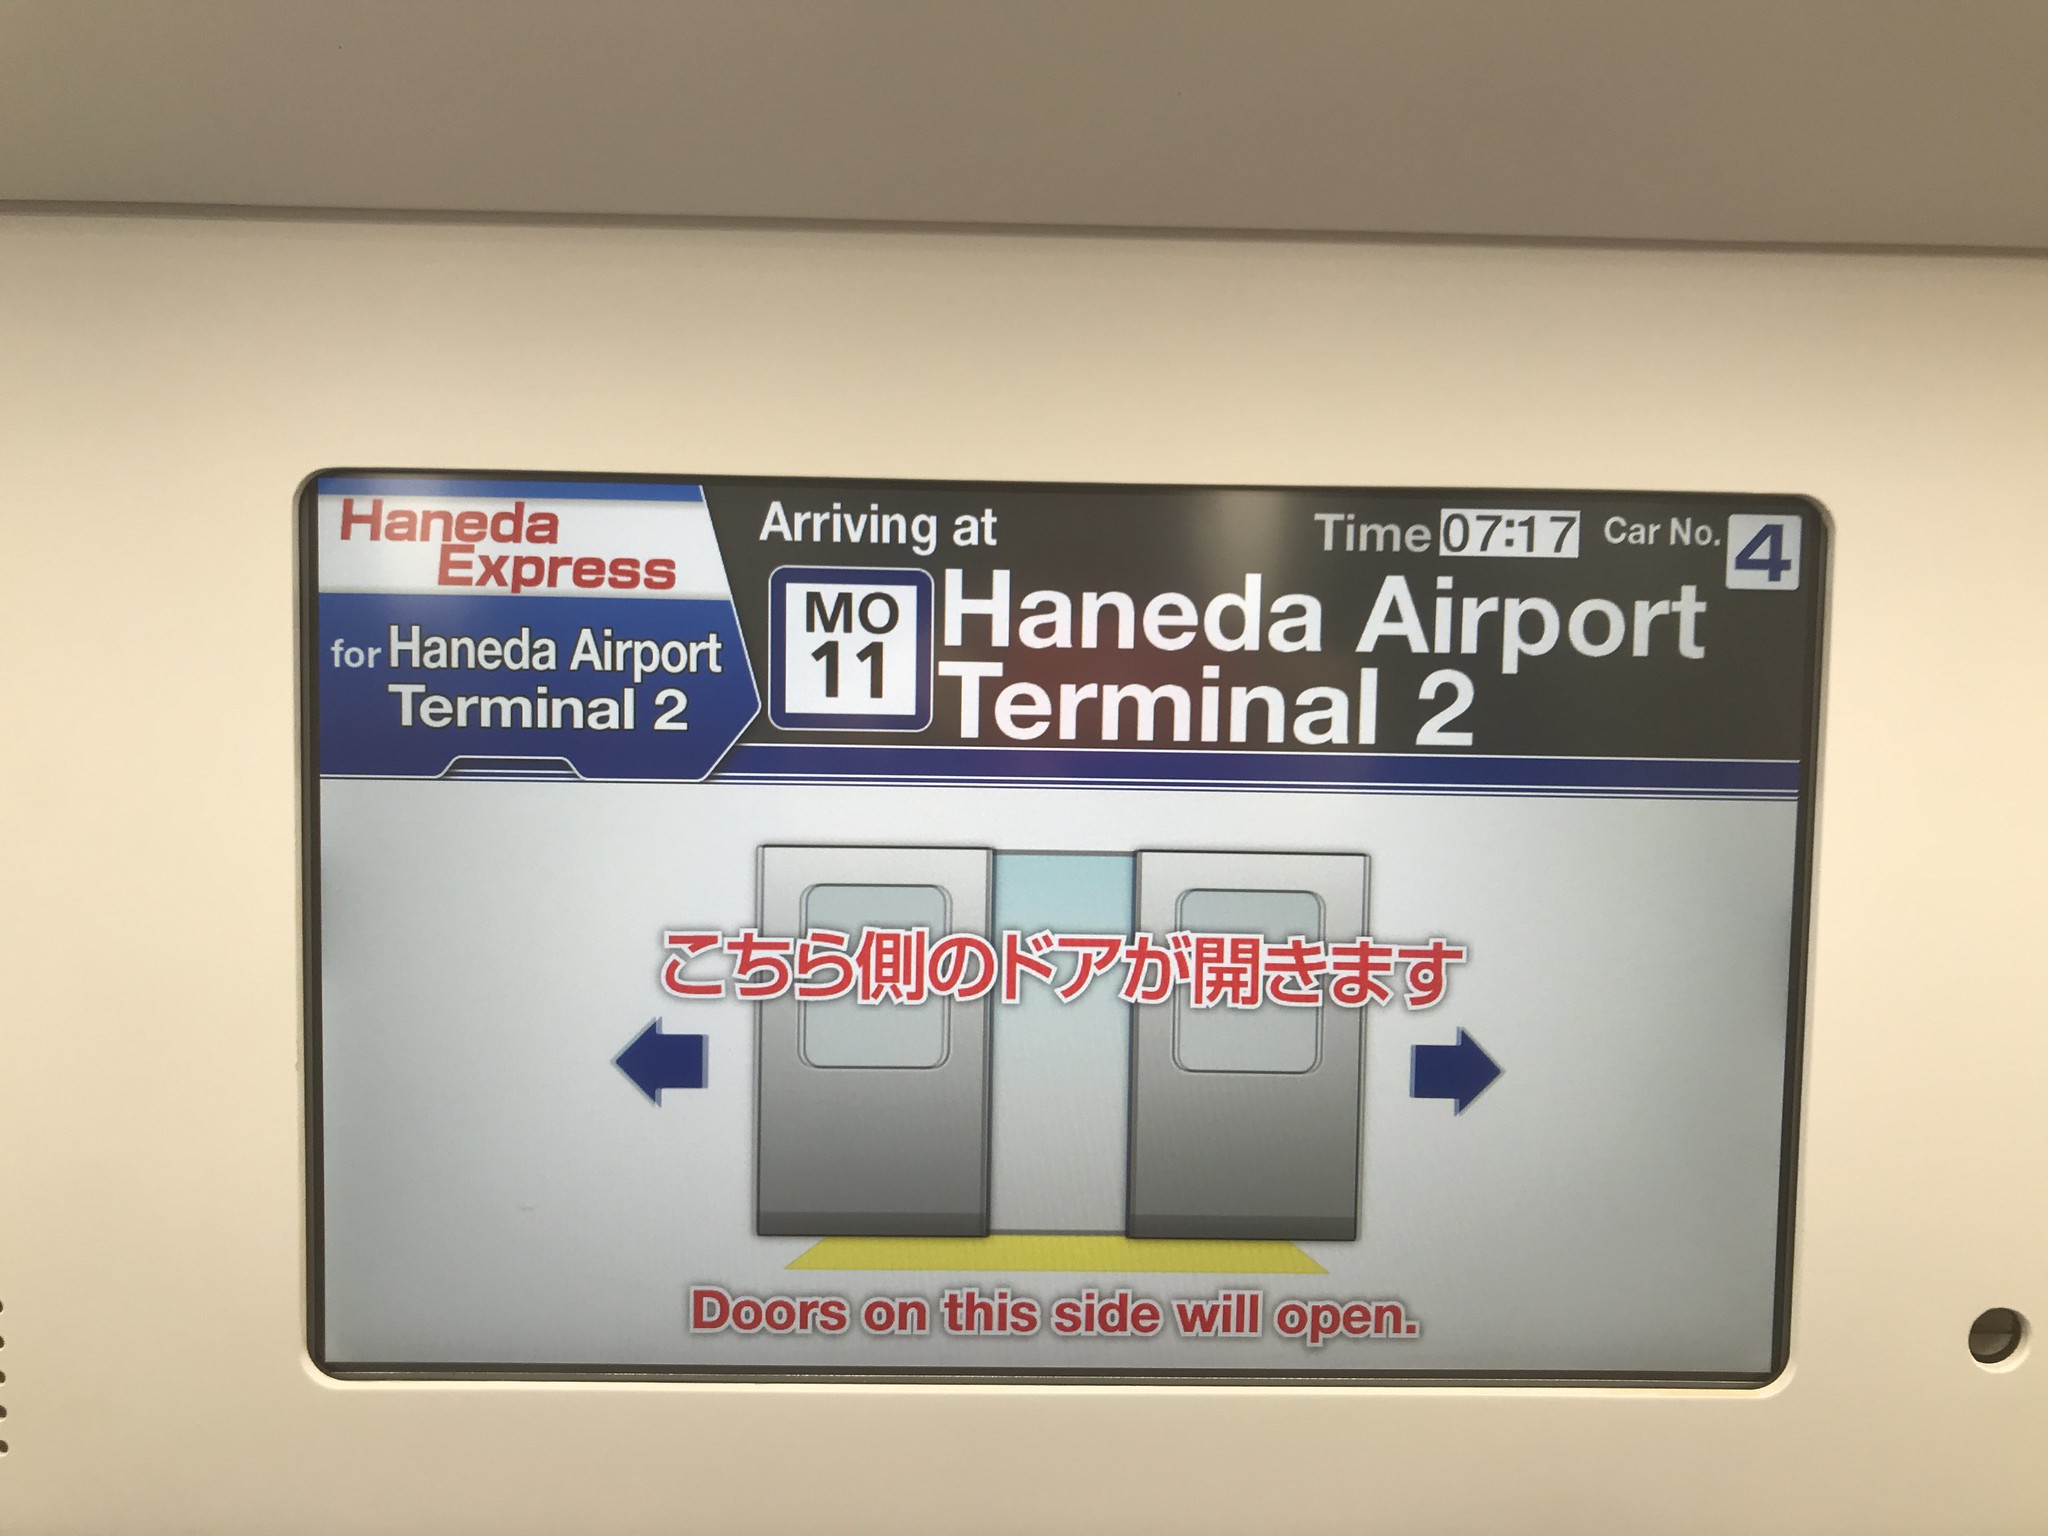 Haneda
Express
for Haneda Airport
Terminal 2
Arriving at
Time 07:17 Car No. 4
MO
11
Haneda Airport
Terminal 2
こちら側のドアが開きます
Doors on this side will open.